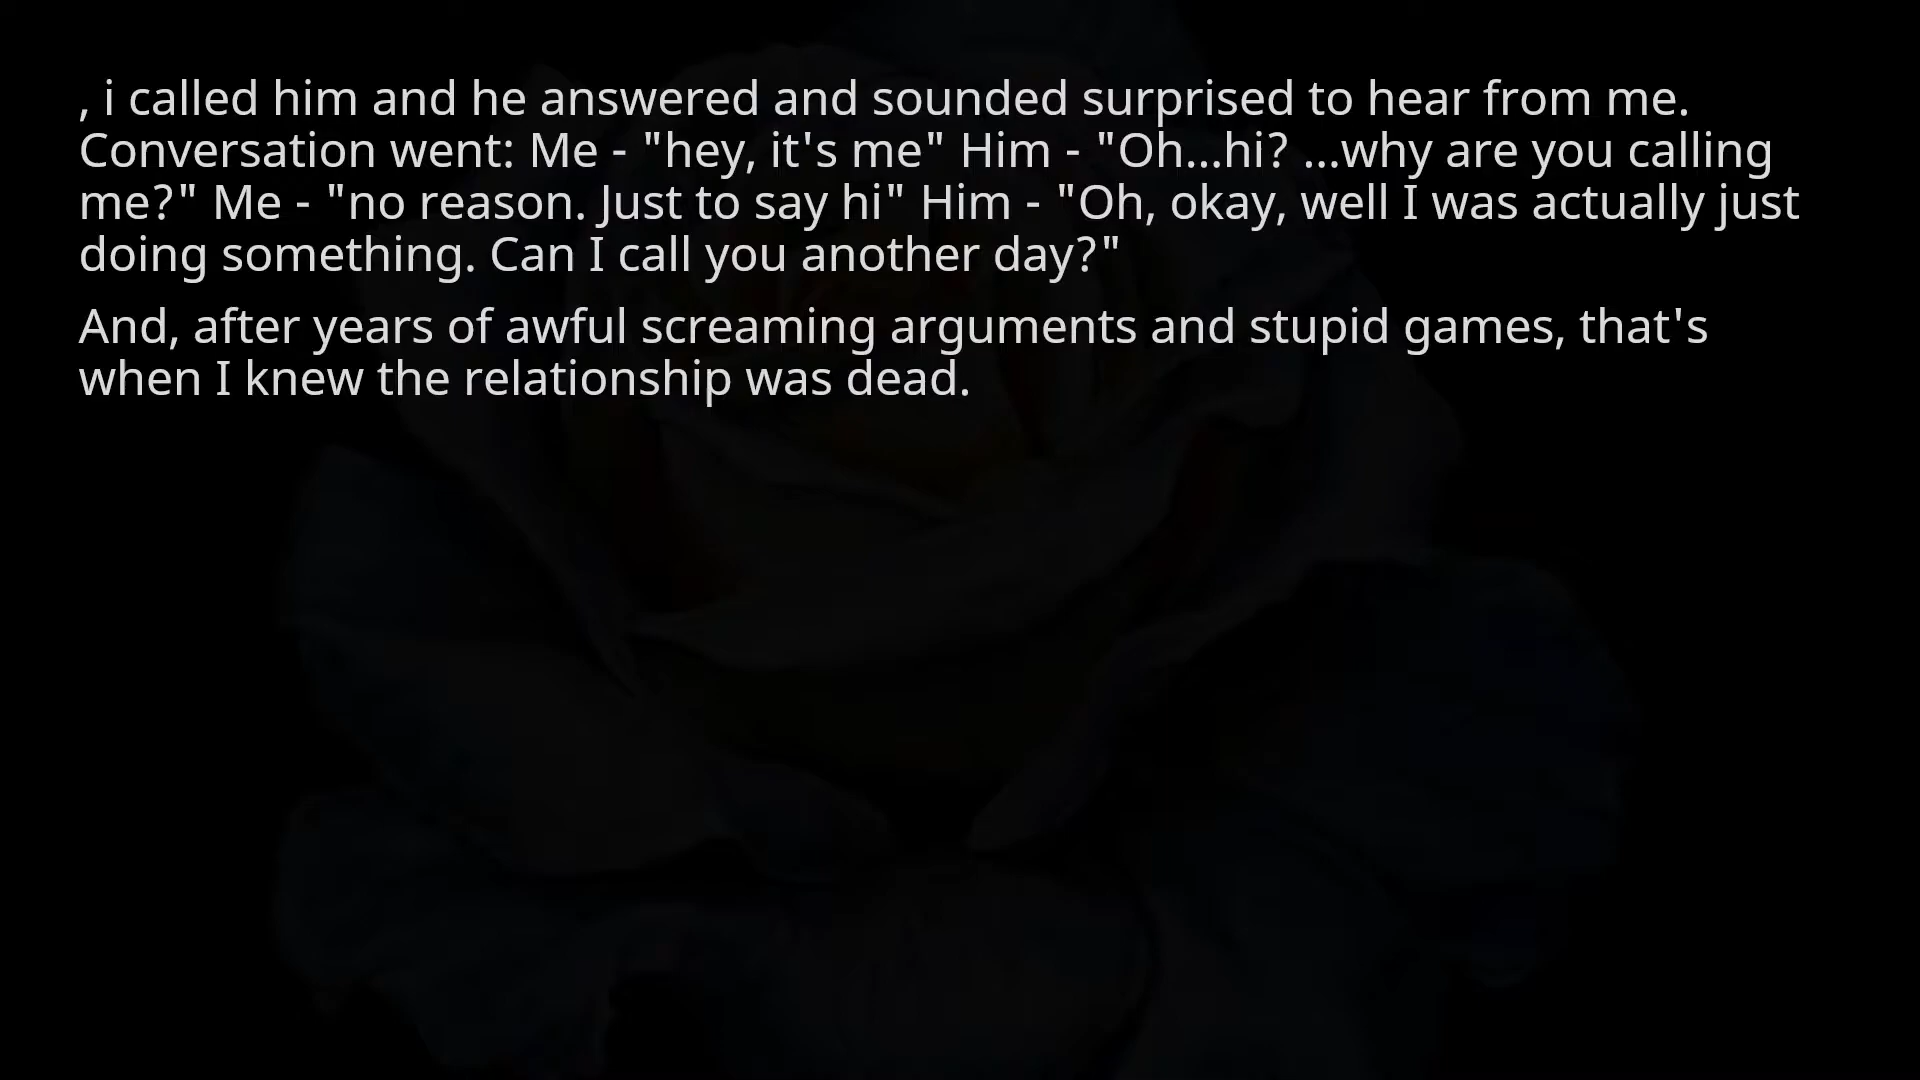 , i called him and he answered and sounded surprised to hear from me.
Conversation went: Me - "hey, it's me" Him - "Oh...hi? ...why are you calling
me?" Me - "no reason. Just to say hi" Him - "Oh, okay, well I was actually just
doing something. Can I call you another day?"
And, after years of awful screaming arguments and stupid games, that's
when I knew the relationship was dead.